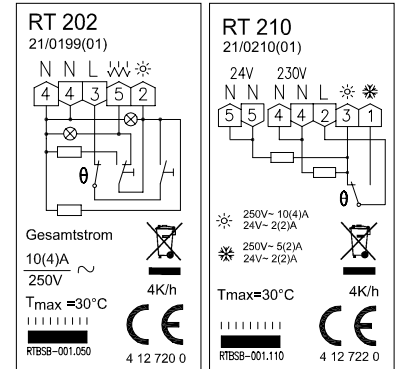 RT 202
21/0199(01)
N N L
4 4 3 5 2
θ
Gesamtstrom
10(4)A
250V ~
4K/h
Tmax =30°C
CE
RTBSB-001.050
4 12 720 0
RT 210
21/0210(01)
24V 230V
N N N N L
5 5 4 4 2 3 1
θ
250V~ 10(4)A
24V~ 2(2)A
250V~ 5(2)A
24V~ 2(2)A
4K/h
Tmax=30°C
CE
RTBSB-001.110
4 12 722 0